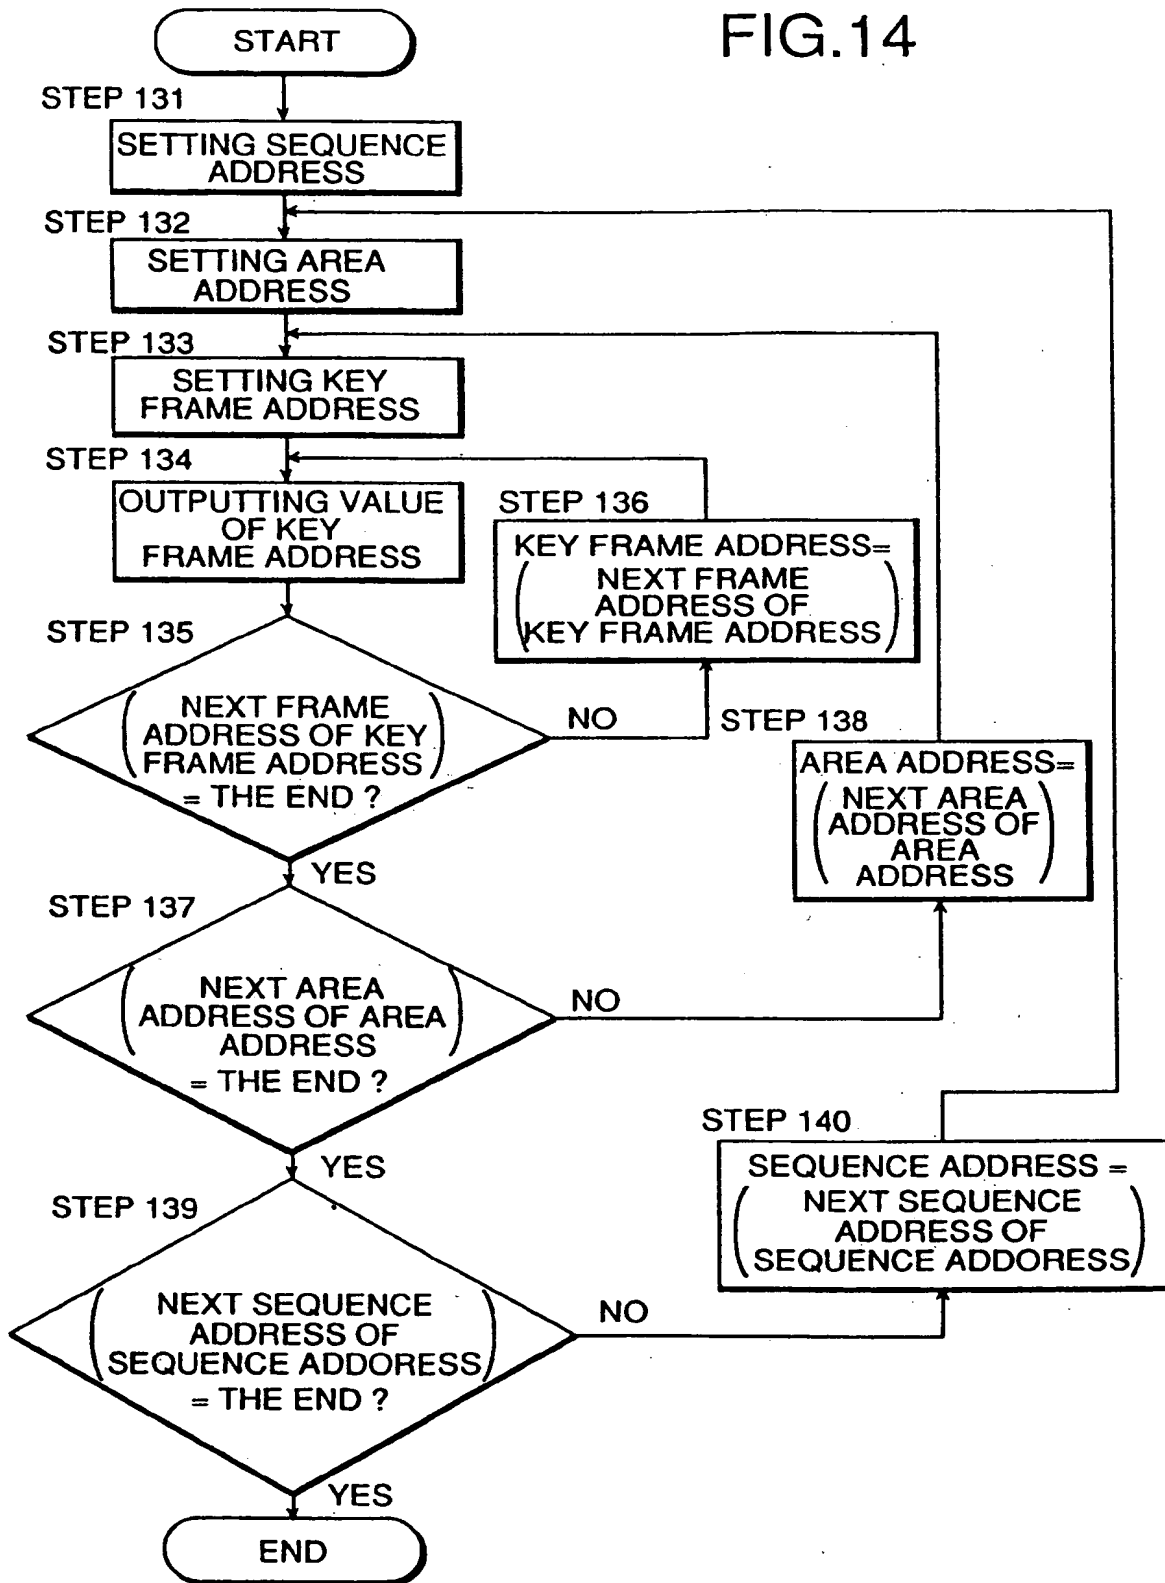 FIG.14
START
STEP 131
SETTING SEQUENCE
ADDRESS
STEP 132
SETTING AREA
ADDRESS
STEP 133
SETTING KEY
FRAME ADDRESS
STEP 134
OUTPUTTING VALUE
OF KEY
FRAME ADDRESS
STEP 136
KEY FRAME ADDRESS=
(NEXT FRAME
ADDRESS OF
KEY FRAME ADDRESS)
STEP 135
(NEXT FRAME
ADDRESS OF KEY
FRAME ADDRESS)
= THE END ?
NO
YES
STEP 138
AREA ADDRESS=
(NEXT AREA
ADDRESS OF
AREA
ADDRESS)
STEP 137
(NEXT AREA
ADDRESS OF AREA
ADDRESS)
= THE END ?
NO
YES
STEP 140
SEQUENCE ADDRESS =
(NEXT SEQUENCE
ADDRESS OF
SEQUENCE ADDORESS)
STEP 139
(NEXT SEQUENCE
ADDRESS OF
SEQUENCE ADDORESS)
= THE END ?
NO
YES
END